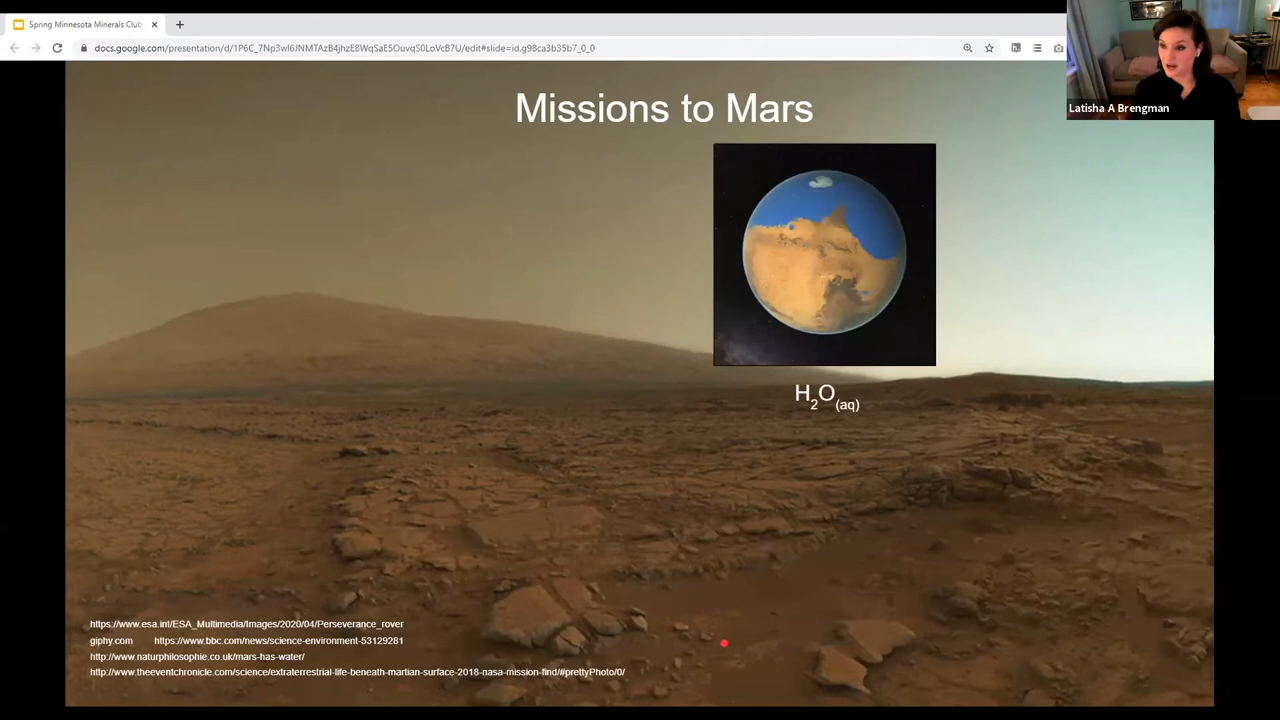 Spring Minnesota Minerals Club
docs.google.com/presentation/d/1P6C_7Np3wI6JNMTAzB4jhzE8WqSaE5OuvqS0LoVcB7U/edit#slide=id.g98ca3b35b7_0_0
Latisha A Brengman
Missions to Mars
H2O(aq)
https://www.esa.int/ESA_Multimedia/Images/2020/04/Perseverance_rover
giphy.com https://www.bbc.com/news/science-environment-53129281
http://www.naturphilosophie.co.uk/mars-has-water/
http://www.theeventchronicle.com/science/extraterrestrial-life-beneath-martian-surface-2018-nasa-mission-find/#prettyPhoto/0/